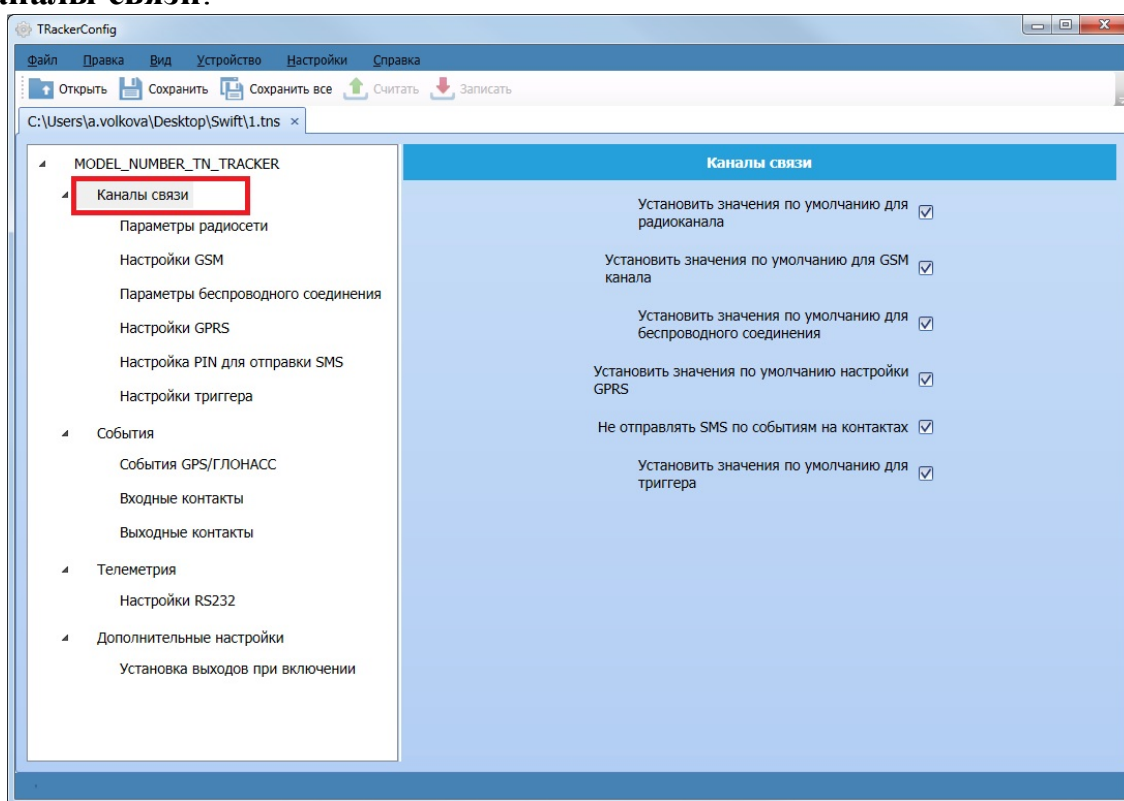 аналы связи.
TRackerConfig
Файл Правка Вид Устройство Настройки Справка
Открыть Сохранить Сохранить все Считать Записать
C:\Users\a.volkova\Desktop\Swift\1.tns ×
MODEL_NUMBER_TN_TRACKER
Каналы связи
Параметры радиосети
Настройки GSM
Параметры беспроводного соединения
Настройки GPRS
Настройка PIN для отправки SMS
Настройки триггера
События
События GPS/ГЛОНАСС
Входные контакты
Выходные контакты
Телеметрия
Настройки RS232
Дополнительные настройки
Установка выходов при включении
Каналы связи
Установить значения по умолчанию для
радиоканала
Установить значения по умолчанию для GSM
канала
Установить значения по умолчанию для
беспроводного соединения
Установить значения по умолчанию настройки
GPRS
Не отправлять SMS по событиям на контактах
Установить значения по умолчанию для
триггера